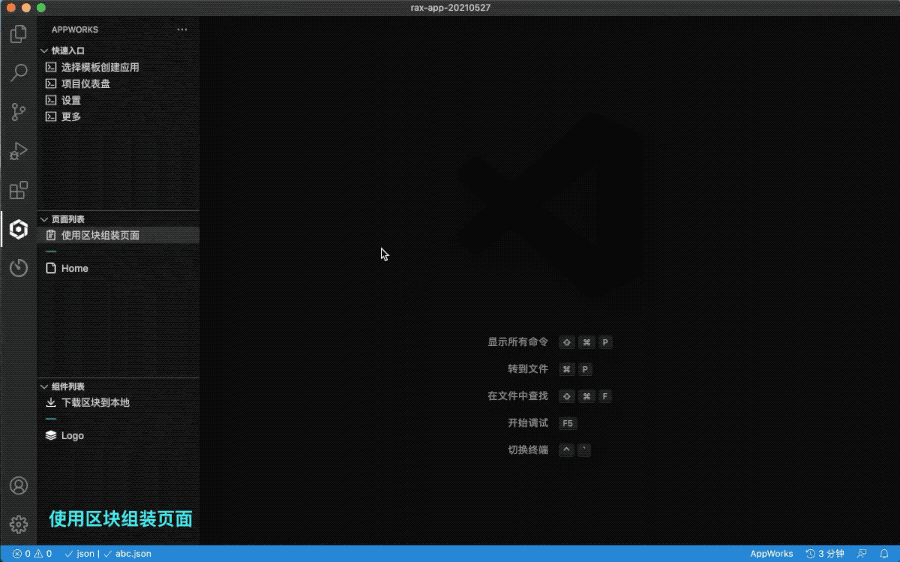 rax-app-20210527
APPWORKS
快速入口
选择模板创建应用
项目仪表盘
设置
更多
页面列表
使用区块组装页面
Home
组件列表
下载区块到本地
Logo
使用区块组装页面
显示所有命令 ⇧ ⌘ P
转到文件 ⌘ P
在文件中查找 ⇧ ⌘ F
开始调试 F5
切换终端 ^ `
0 0 json | abc.json AppWorks 3 分钟